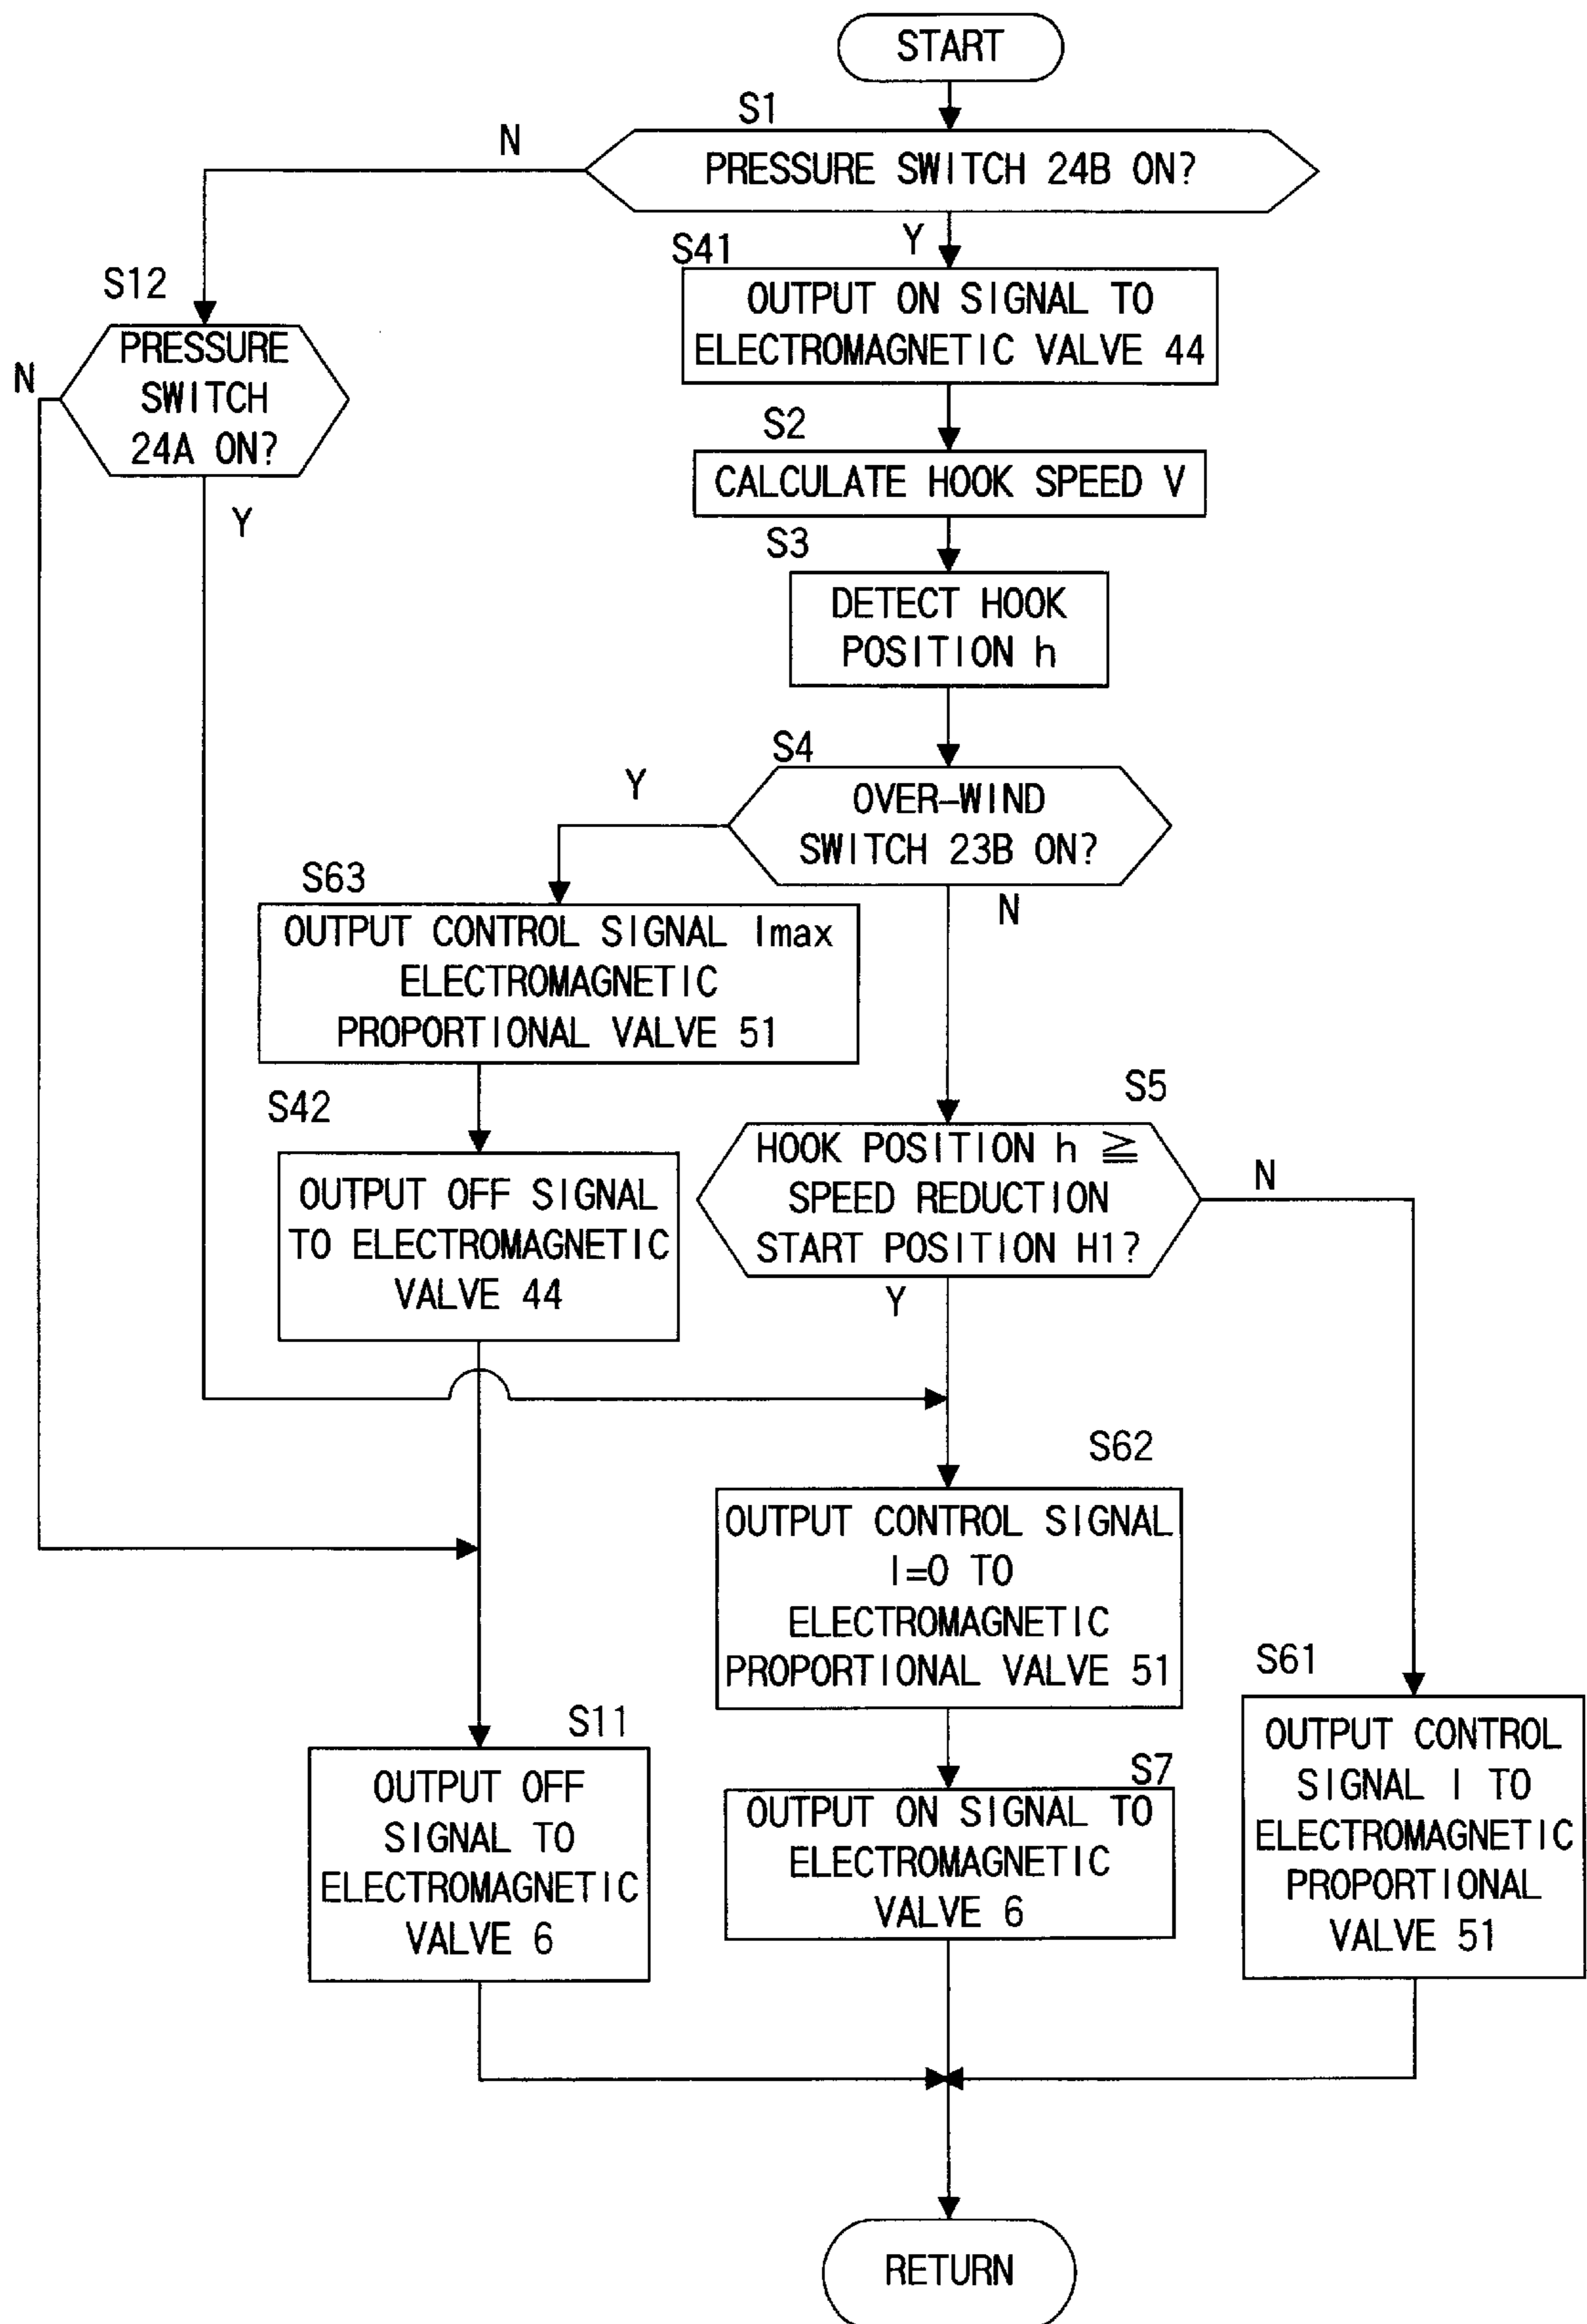 START
S1
N
PRESSURE SWITCH 24B ON?
Y
S41
OUTPUT ON SIGNAL TO
ELECTROMAGNETIC VALVE 44
S12
PRESSURE
SWITCH
24A ON?
N
Y
S2
CALCULATE HOOK SPEED V
S3
DETECT HOOK
POSITION h
S4
OVER-WIND
SWITCH 23B ON?
Y
N
S63
OUTPUT CONTROL SIGNAL Imax
ELECTROMAGNETIC
PROPORTIONAL VALVE 51
S42
OUTPUT OFF SIGNAL
TO ELECTROMAGNETIC
VALVE 44
S5
HOOK POSITION h ≧
SPEED REDUCTION
START POSITION H1?
N
Y
S62
OUTPUT CONTROL SIGNAL
I=0 TO
ELECTROMAGNETIC
PROPORTIONAL VALVE 51
S61
OUTPUT CONTROL
SIGNAL I TO
ELECTROMAGNETIC
PROPORTIONAL
VALVE 51
S11
OUTPUT OFF
SIGNAL TO
ELECTROMAGNETIC
VALVE 6
S7
OUTPUT ON SIGNAL TO
ELECTROMAGNETIC
VALVE 6
RETURN